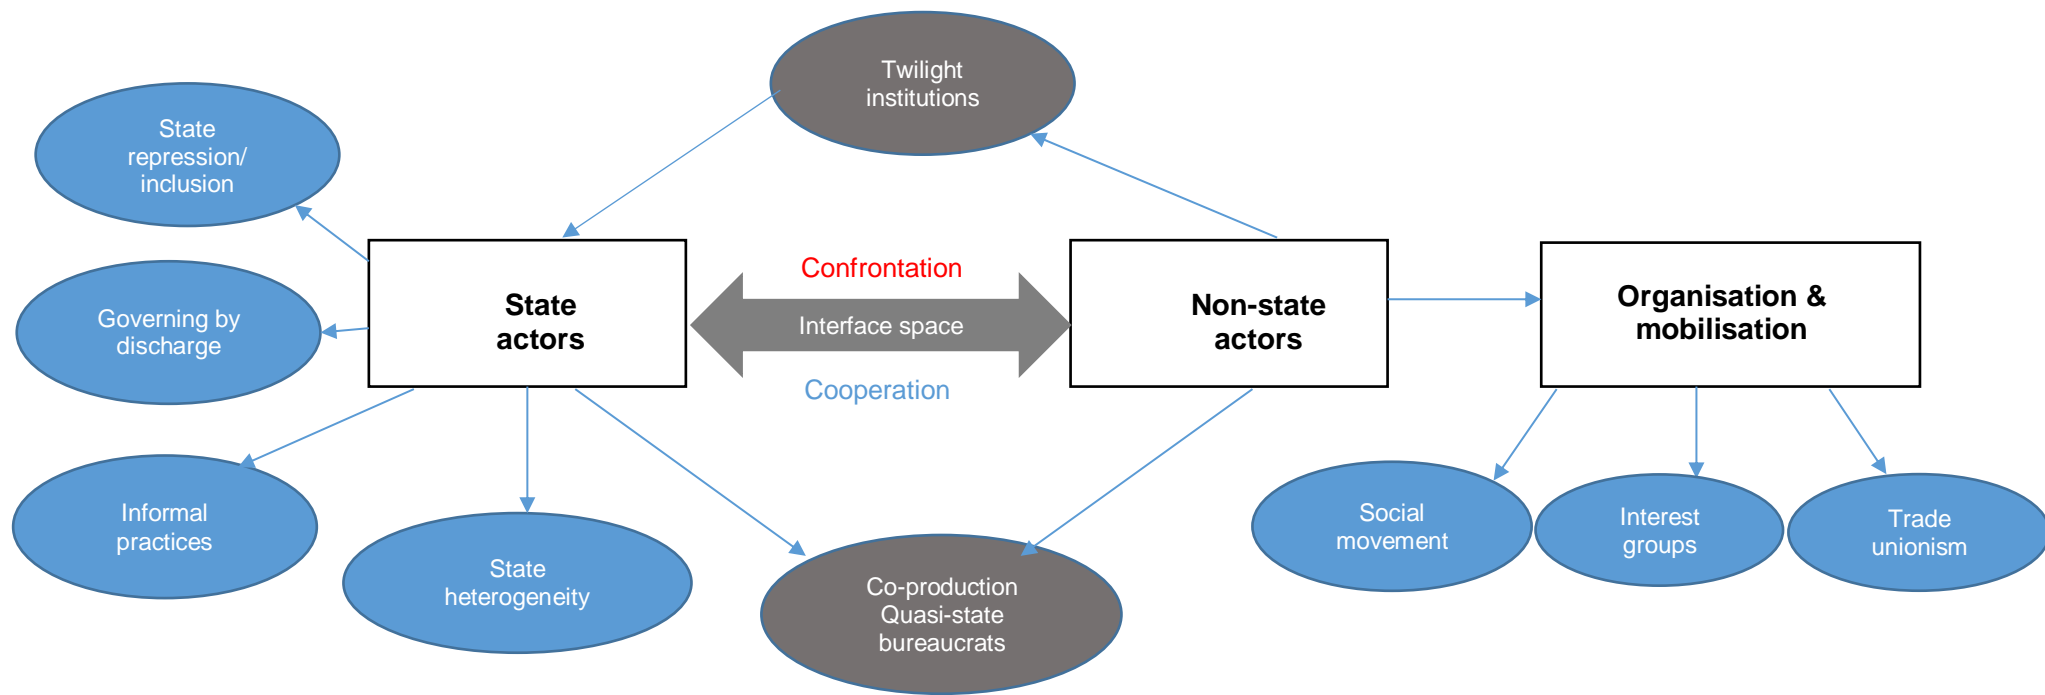 Twilight
institutions
State
repression/
inclusion
Governing by
discharge
State
actors
Confrontation
Interface space
Cooperation
Non-state
actors
Organisation &
mobilisation
Informal
practices
State
heterogeneity
Co-production
Quasi-state
bureaucrats
Social
movement
Interest
groups
Trade
unionism